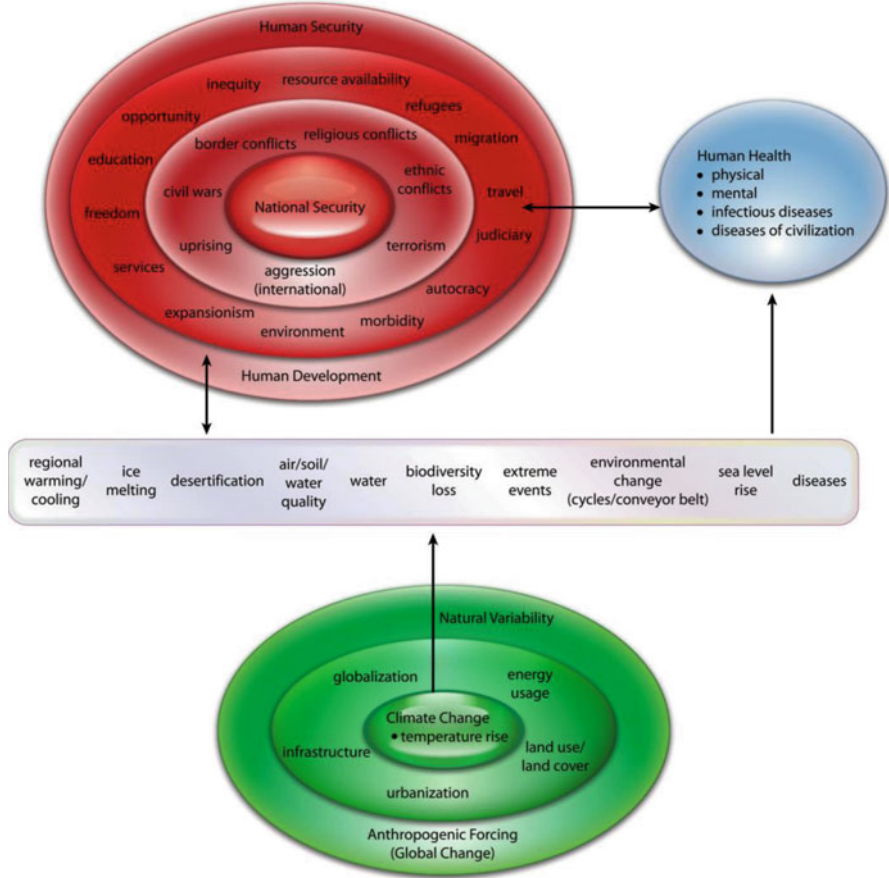 Human Security
inequity
resource availability
refugees
opportunity
migration
education
freedom
travel
judiciary
services
autocracy
expansionism
environment
morbidity
border conflicts
religious conflicts
ethnic
conflicts
civil wars
uprising
terrorism
aggression
(international)
National Security
Human Development
Human Health
• physical
• mental
• infectious diseases
• diseases of civilization
regional
warming/
cooling
ice
melting
desertification
air/soil/
water
quality
water
biodiversity
loss
extreme
events
environmental
change
(cycles/conveyor belt)
sea level
rise
diseases
Natural Variability
globalization
energy
usage
Climate Change
• temperature rise
infrastructure
land use/
land cover
urbanization
Anthropogenic Forcing
(Global Change)